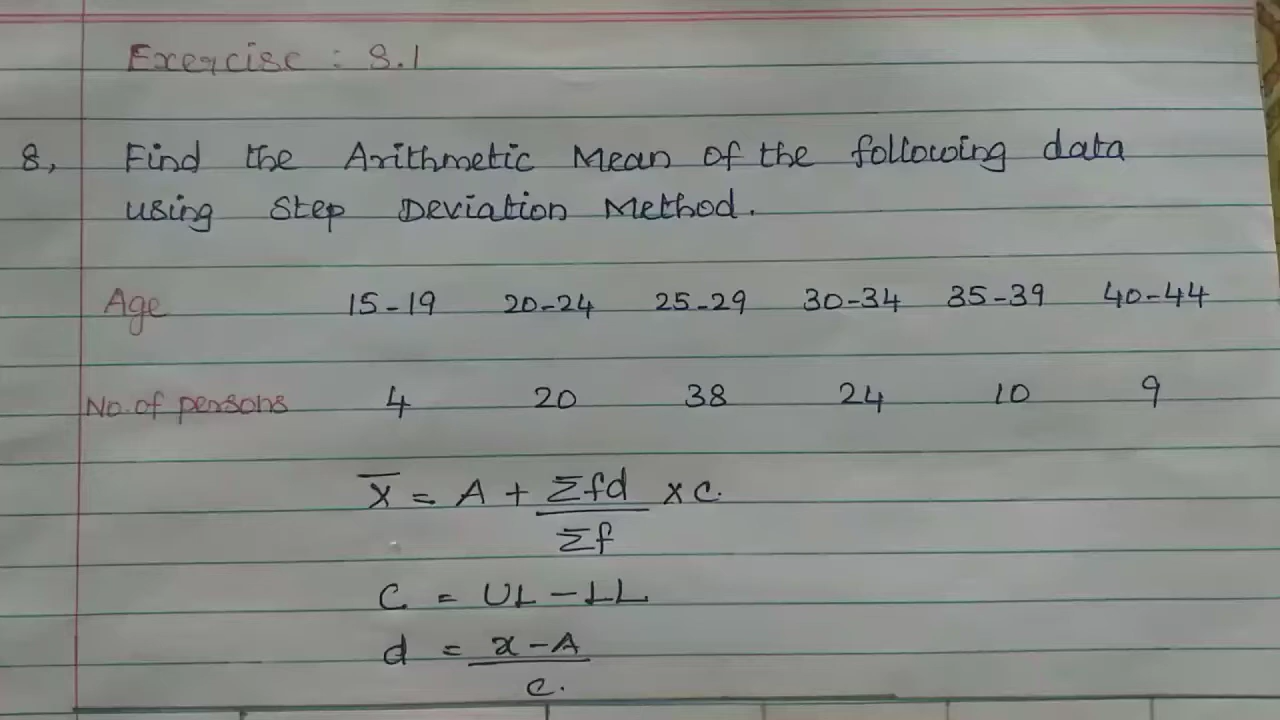 Exercise : 8.1
8, Find the Arithmetic Mean of the following data
using Step Deviation Method.
Age 15-19 20-24 25-29 30-34 35-39 40-44
No. of persons 4 20 38 24 10 9
X̅ = A + Σfd × c.
Σf
C = UL - LL
d = x - A
c.